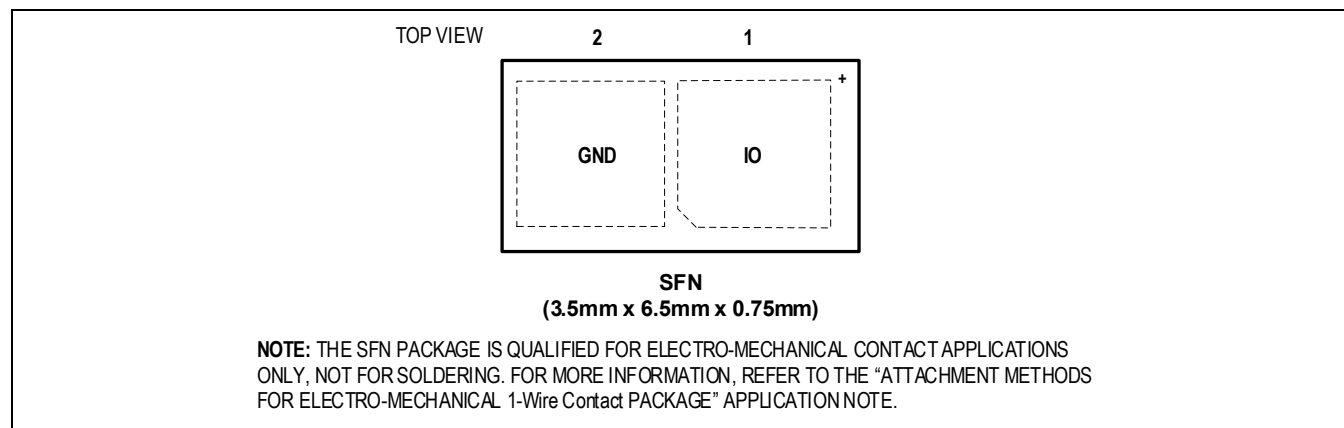 TOP VIEW 2 1
+
GND IO
SFN
(3.5mm x 6.5mm x 0.75mm)
NOTE: THE SFN PACKAGE IS QUALIFIED FOR ELECTRO-MECHANICAL CONTACT APPLICATIONS
ONLY, NOT FOR SOLDERING. FOR MORE INFORMATION, REFER TO THE “ATTACHMENT METHODS
FOR ELECTRO-MECHANICAL 1-Wire Contact PACKAGE” APPLICATION NOTE.